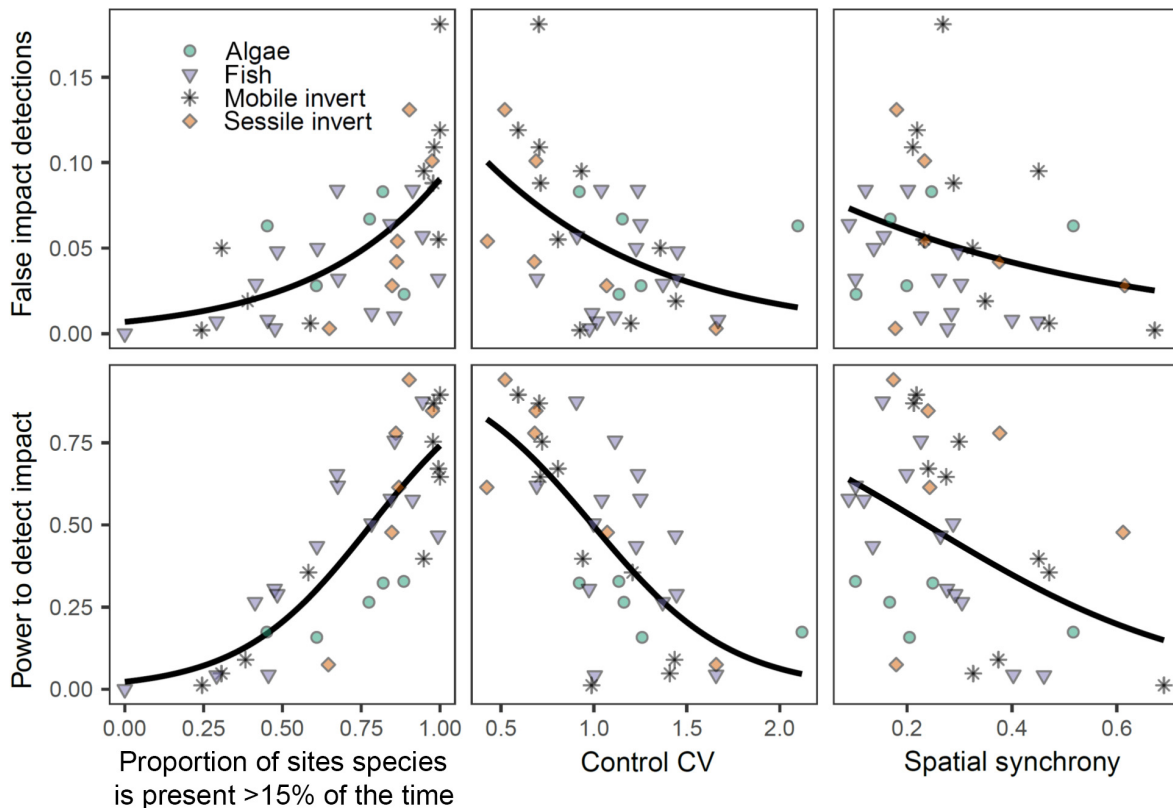 False impact detections
0.15
0.10
0.05
0.00
Algae
Fish
Mobile invert
Sessile invert
Power to detect impact
0.75
0.50
0.25
0.00
0.00 0.25 0.50 0.75 1.00
0.5 1.0 1.5 2.0
0.2 0.4 0.6
Proportion of sites species
is present >15% of the time
Control CV
Spatial synchrony